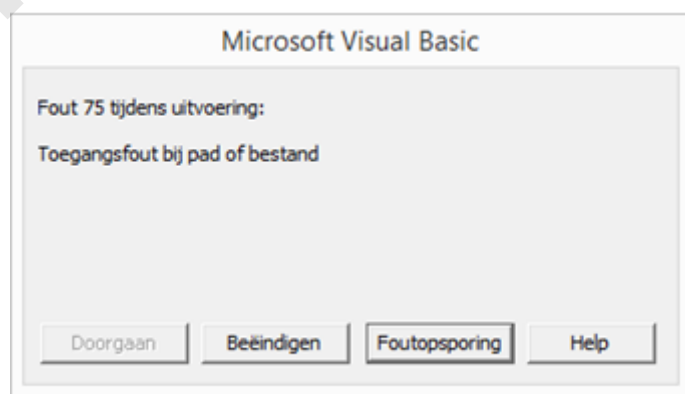 Microsoft Visual Basic
Fout 75 tijdens uitvoering:
Toegangsfout bij pad of bestand
Doorgaan Beëindigen Foutopsporing Help